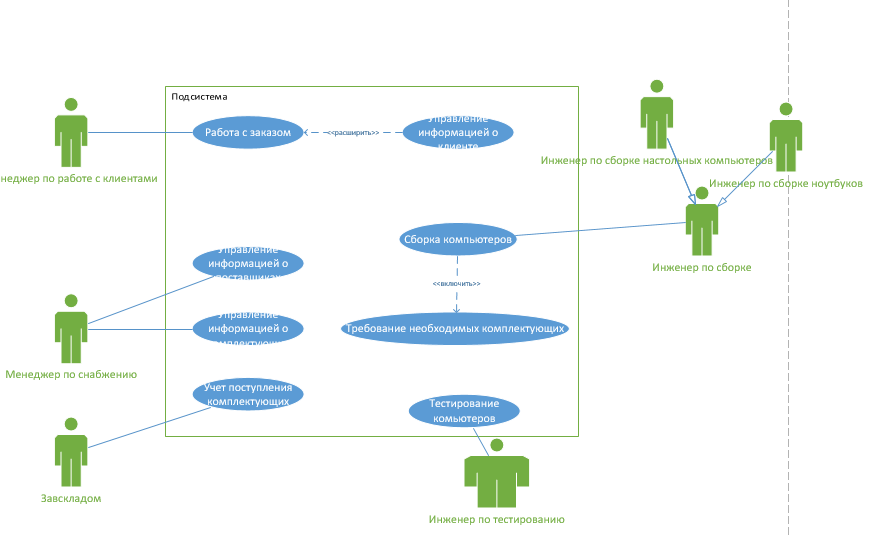 Подсистема
Работа с заказом
<<расширить>>
Управление
информацией о
клиенте
неджер по работе с клиентами
Инженер по сборке настольных компьютеров
Инженер по сборке ноутбуков
Сборка компьютеров
Инженер по сборке
<<включить>>
Управление
информацией о
поставщиках
Управление
информацией о
Требование необходимых комплектующих
Менеджер по снабжению
Учет поступления
комплектующих
Тестирование
комьютеров
Завскладом
Инженер по тестированию